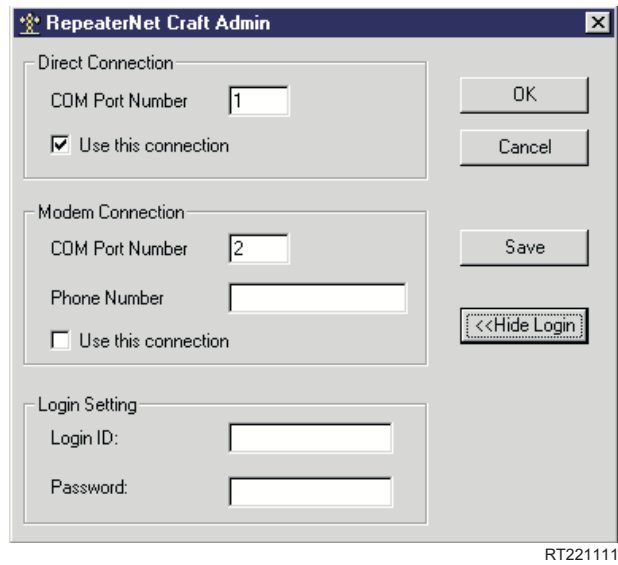 RepeaterNet Craft Admin
Direct Connection
COM Port Number 1
OK
Use this connection
Cancel
Modem Connection
COM Port Number 2
Save
Phone Number
<<Hide Login
Use this connection
Login Setting
Login ID:
Password:
RT221111